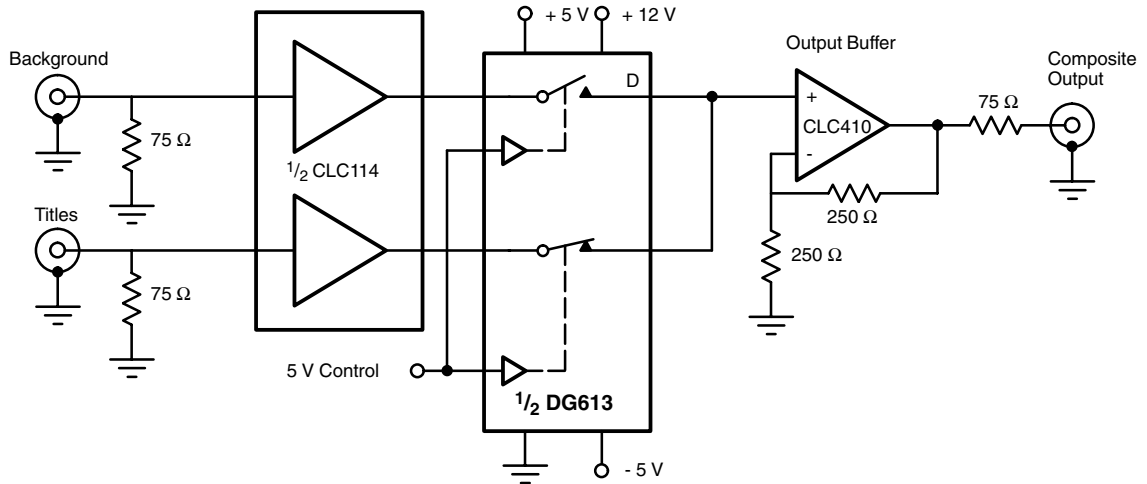 + 5 V
+ 12 V
Background
Output Buffer
Composite
Output
D
75 Ω
+
CLC410
-
75 Ω
1/2 CLC114
Titles
250 Ω
250 Ω
75 Ω
5 V Control
1/2 DG613
- 5 V